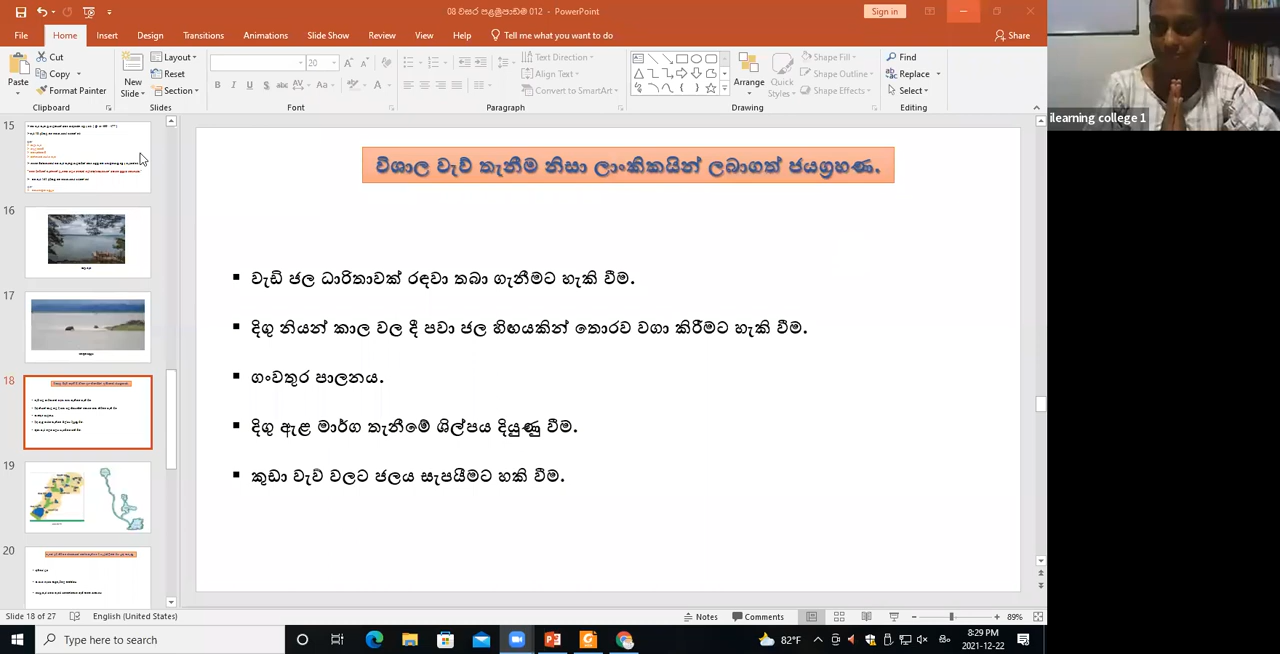 08 වසර පළමුපාඩම 012 - PowerPoint
Sign in
File Home Insert Design Transitions Animations Slide Show Review View Help Tell me what you want to do Share
Cut
Copy
Format Painter
Paste
Clipboard
New Slide
Layout
Reset
Section
Slides
20
Font
Text Direction
Align Text
Convert to SmartArt
Paragraph
Arrange
Quick Styles
Shape Fill
Shape Outline
Shape Effects
Drawing
Find
Replace
Select
Editing
ilearning college 1
15
16
17
18
19
20
විශාල වැව් තැනීම නිසා ලාංකිකයින් ලබාගත් ජයග්‍රහණ.
▪ වැඩි ජල ධාරිතාවක් රඳවා තබා ගැනීමට හැකි වීම.
▪ දිගු නියන් කාල වල දී පවා ජල හිඟයකින් තොරව වගා කිරීමට හැකි වීම.
▪ ගංවතුර පාලනය.
▪ දිගු ඇළ මාර්ග තැනීමේ ශිල්පය දියුණු වීම.
▪ කුඩා වැව් වලට ජලය සැපයීමට හකි වීම.
Slide 18 of 27 English (United States) Notes Comments 89%
Type here to search
82°F
8:29 PM
2021-12-22